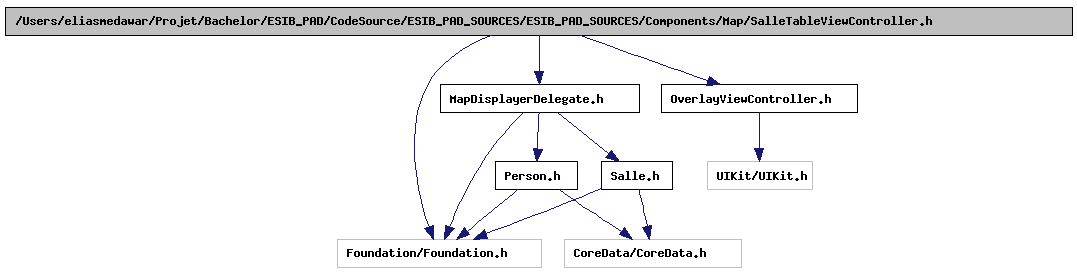 /Users/eliasmedawar/Projet/Bachelor/ESIB_PAD/CodeSource/ESIB_PAD_SOURCES/ESIB_PAD_SOURCES/Components/Map/SalleTableViewController.h
MapDisplayerDelegate.h
OverlayViewController.h
Person.h
Salle.h
UIKit/UIKit.h
Foundation/Foundation.h
CoreData/CoreData.h